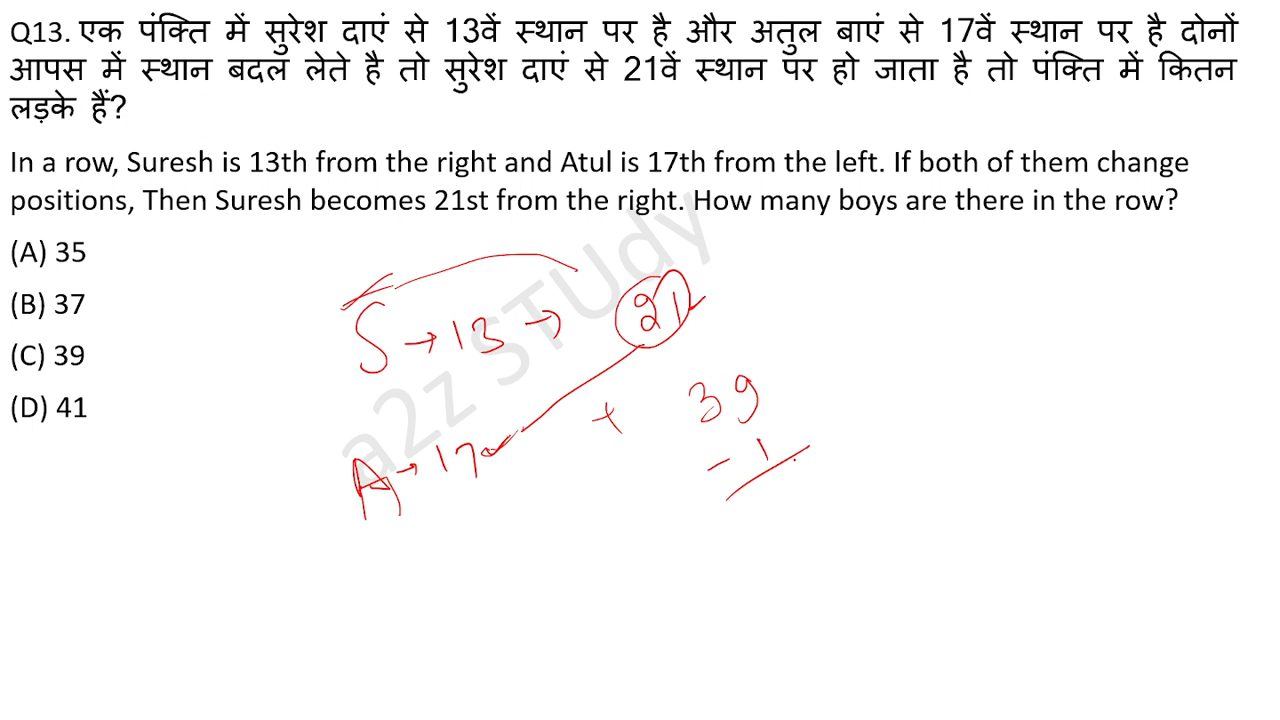 Q13. एक पंक्ति में सुरेश दाएं से 13वें स्थान पर है और अतुल बाएं से 17वें स्थान पर है दोनों
आपस में स्थान बदल लेते है तो सुरेश दाएं से 21वें स्थान पर हो जाता है तो पंक्ति में कितन
लड़के हैं?
In a row, Suresh is 13th from the right and Atul is 17th from the left. If both of them change
positions, Then Suresh becomes 21st from the right. How many boys are there in the row?
(A) 35
(B) 37
(C) 39
(D) 41
a2z STUdy
S → 13 → 21
A → 17 + 39
- 1